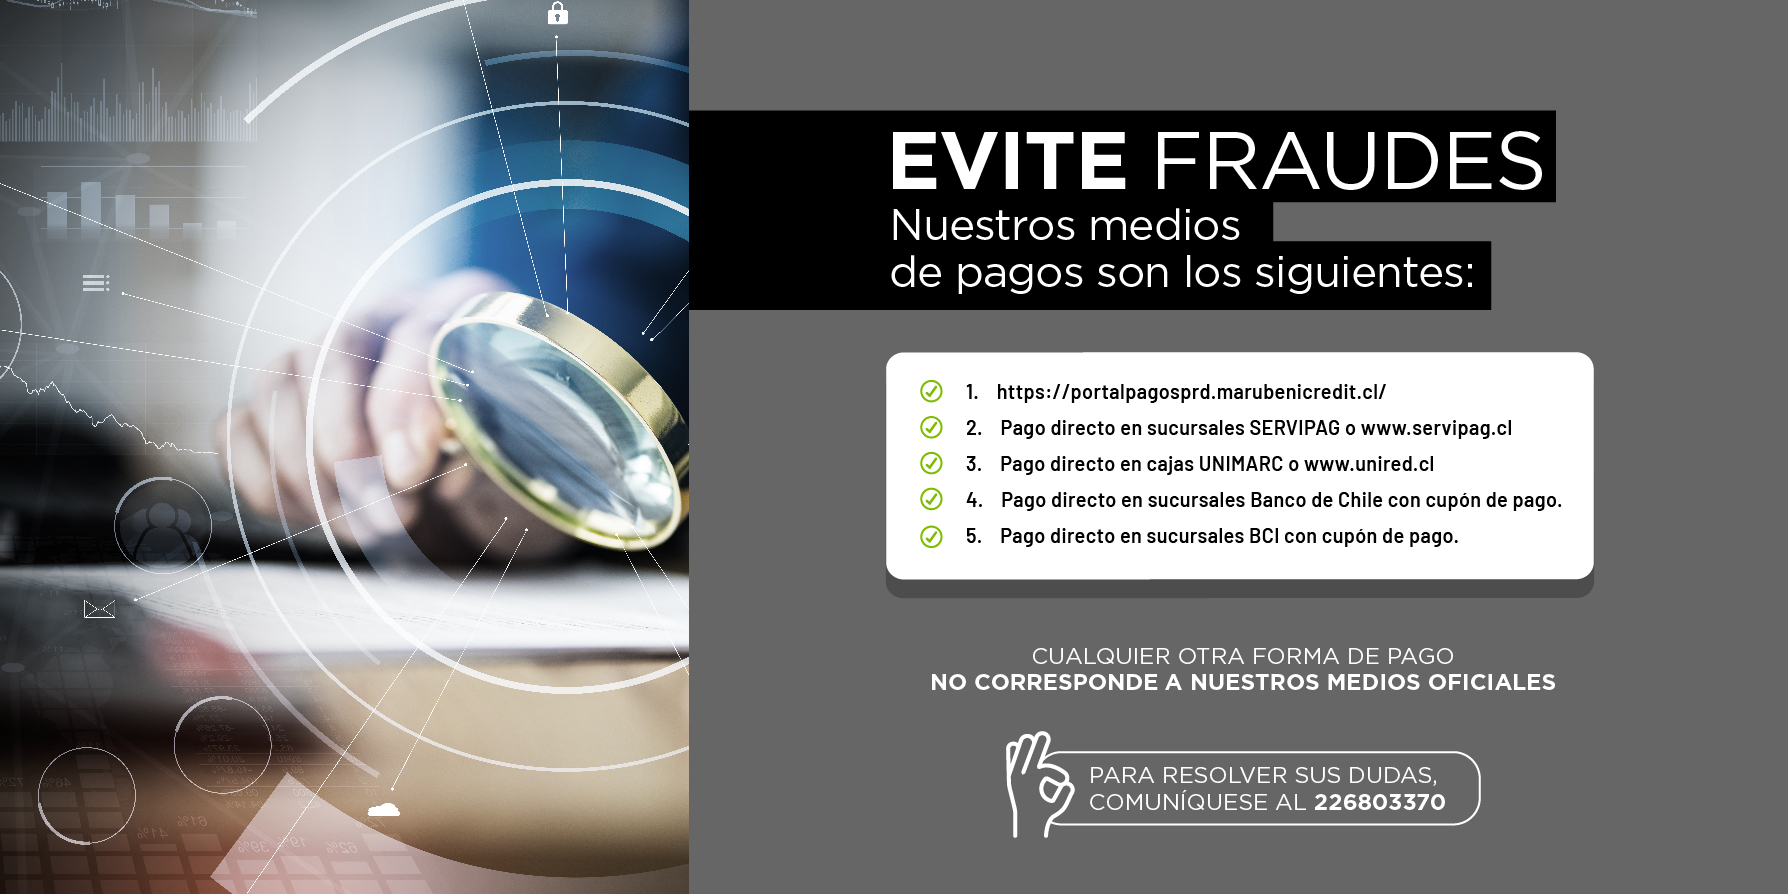 EVITE FRAUDES
Nuestros medios
de pagos son los siguientes:
1. https://portalpagosprd.marubenicredit.cl/
2. Pago directo en sucursales SERVIPAG o www.servipag.cl
3. Pago directo en cajas UNIMARC o www.unired.cl
4. Pago directo en sucursales Banco de Chile con cupón de pago.
5. Pago directo en sucursales BCI con cupón de pago.
CUALQUIER OTRA FORMA DE PAGO
NO CORRESPONDE A NUESTROS MEDIOS OFICIALES
PARA RESOLVER SUS DUDAS,
COMUNÍQUESE AL 226803370